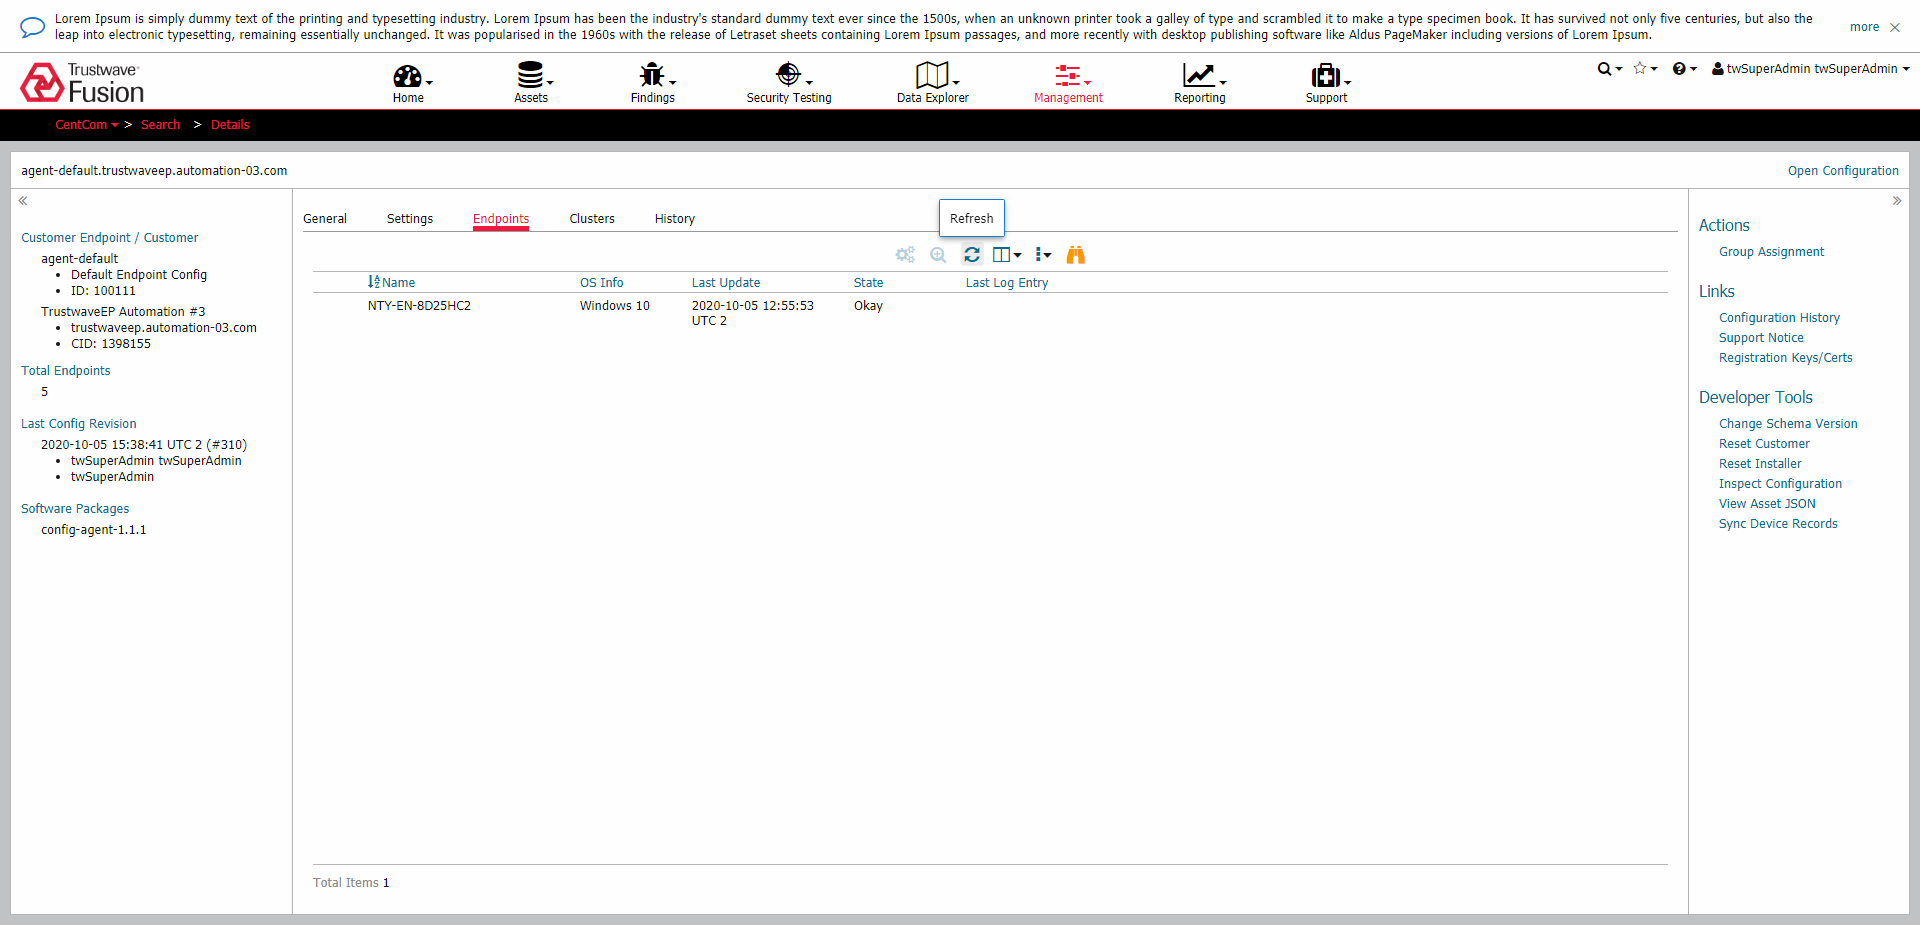 Lorem Ipsum is simply dummy text of the printing and typesetting industry. Lorem Ipsum has been the industry's standard dummy text ever since the 1500s, when an unknown printer took a galley of type and scrambled it to make a type specimen book. It has survived not only five centuries, but also the
leap into electronic typesetting, remaining essentially unchanged. It was popularised in the 1960s with the release of Letraset sheets containing Lorem Ipsum passages, and more recently with desktop publishing software like Aldus PageMaker including versions of Lorem Ipsum.
more
Trustwave
Fusion
Home
Assets
Findings
Security Testing
Data Explorer
Management
Reporting
Support
twSuperAdmin twSuperAdmin
CentCom > Search > Details
agent-default.trustwaveep.automation-03.com
Open Configuration
Customer Endpoint / Customer
agent-default
• Default Endpoint Config
• ID: 100111
TrustwaveEP Automation #3
• trustwaveep.automation-03.com
• CID: 1398155
Total Endpoints
5
Last Config Revision
2020-10-05 15:38:41 UTC 2 (#310)
• twSuperAdmin twSuperAdmin
• twSuperAdmin
Software Packages
config-agent-1.1.1
General
Settings
Endpoints
Clusters
History
Refresh
Name
OS Info
Last Update
State
Last Log Entry
NTY-EN-8D25HC2
Windows 10
2020-10-05 12:55:53
UTC 2
Okay
Total Items 1
Actions
Group Assignment
Links
Configuration History
Support Notice
Registration Keys/Certs
Developer Tools
Change Schema Version
Reset Customer
Reset Installer
Inspect Configuration
View Asset JSON
Sync Device Records